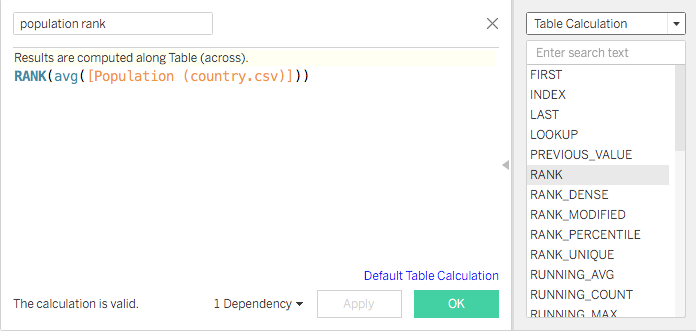 population rank
Results are computed along Table (across).
RANK(avg([Population (country.csv)]))
Default Table Calculation
The calculation is valid.
1 Dependency
Apply
OK
Table Calculation
Enter search text
FIRST
INDEX
LAST
LOOKUP
PREVIOUS_VALUE
RANK
RANK_DENSE
RANK_MODIFIED
RANK_PERCENTILE
RANK_UNIQUE
RUNNING_AVG
RUNNING_COUNT
RUNNING_MAX